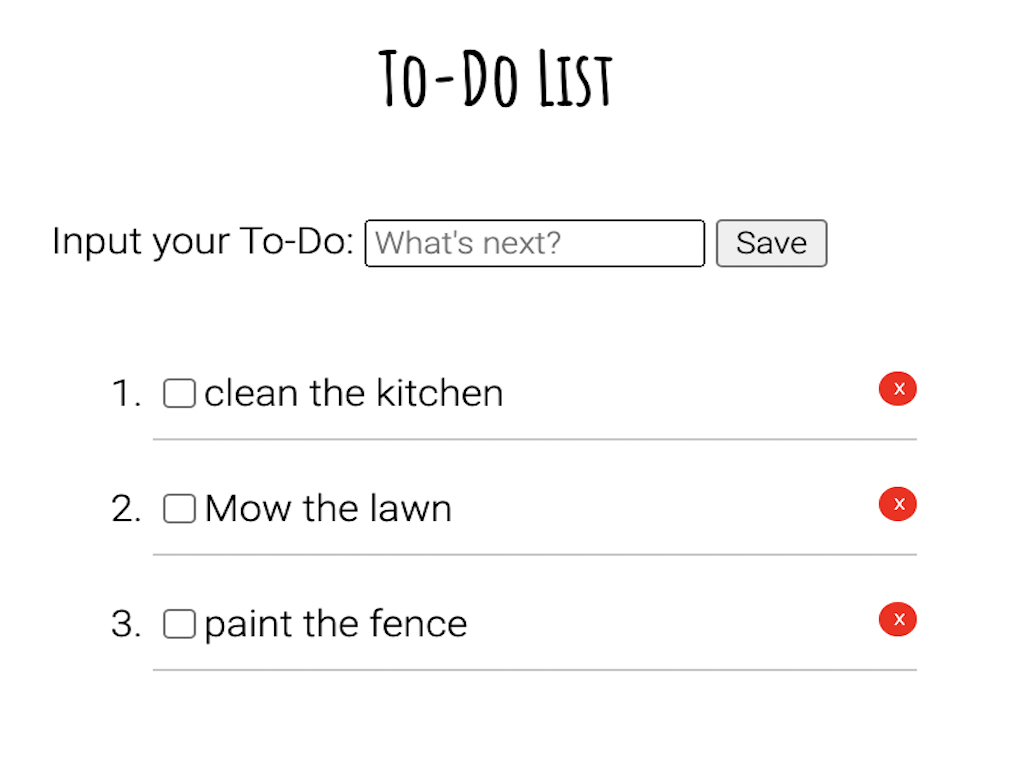 To-Do List
Input your To-Do: What's next? Save
1. clean the kitchen x
2. Mow the lawn x
3. paint the fence x